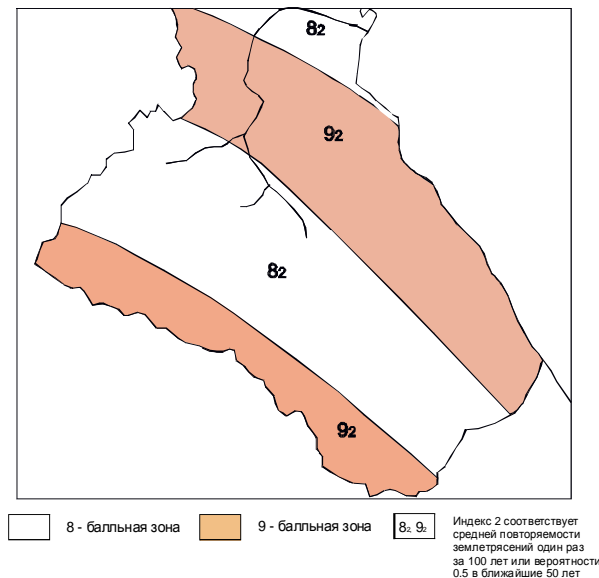 82
92
82
92
8 - балльная зона
9 - балльная зона
82, 92
Индекс 2 соответствует
средней повторяемости
землетрясений один раз
за 100 лет или вероятности
0.5 в ближайшие 50 лет